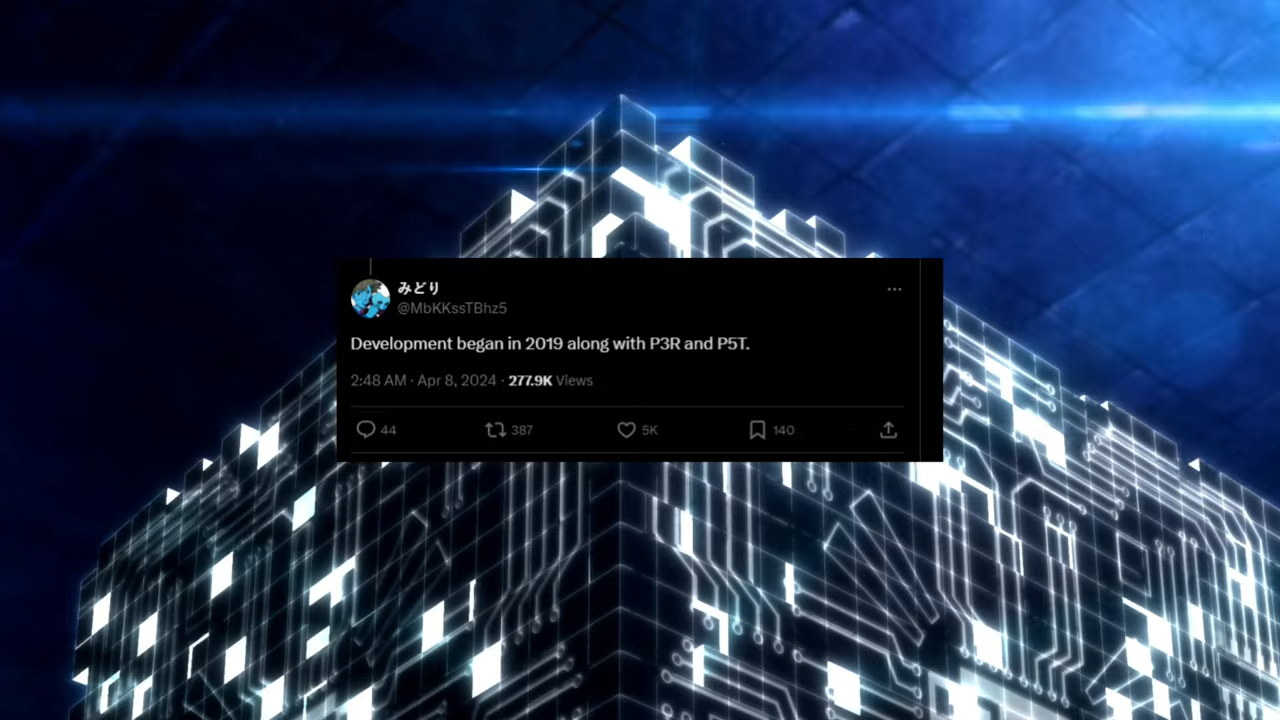 みどり
@MbKKssTBhz5
Development began in 2019 along with P3R and P5T.
2:48 AM · Apr 8, 2024 · 277.9K Views
44 387 5K 140